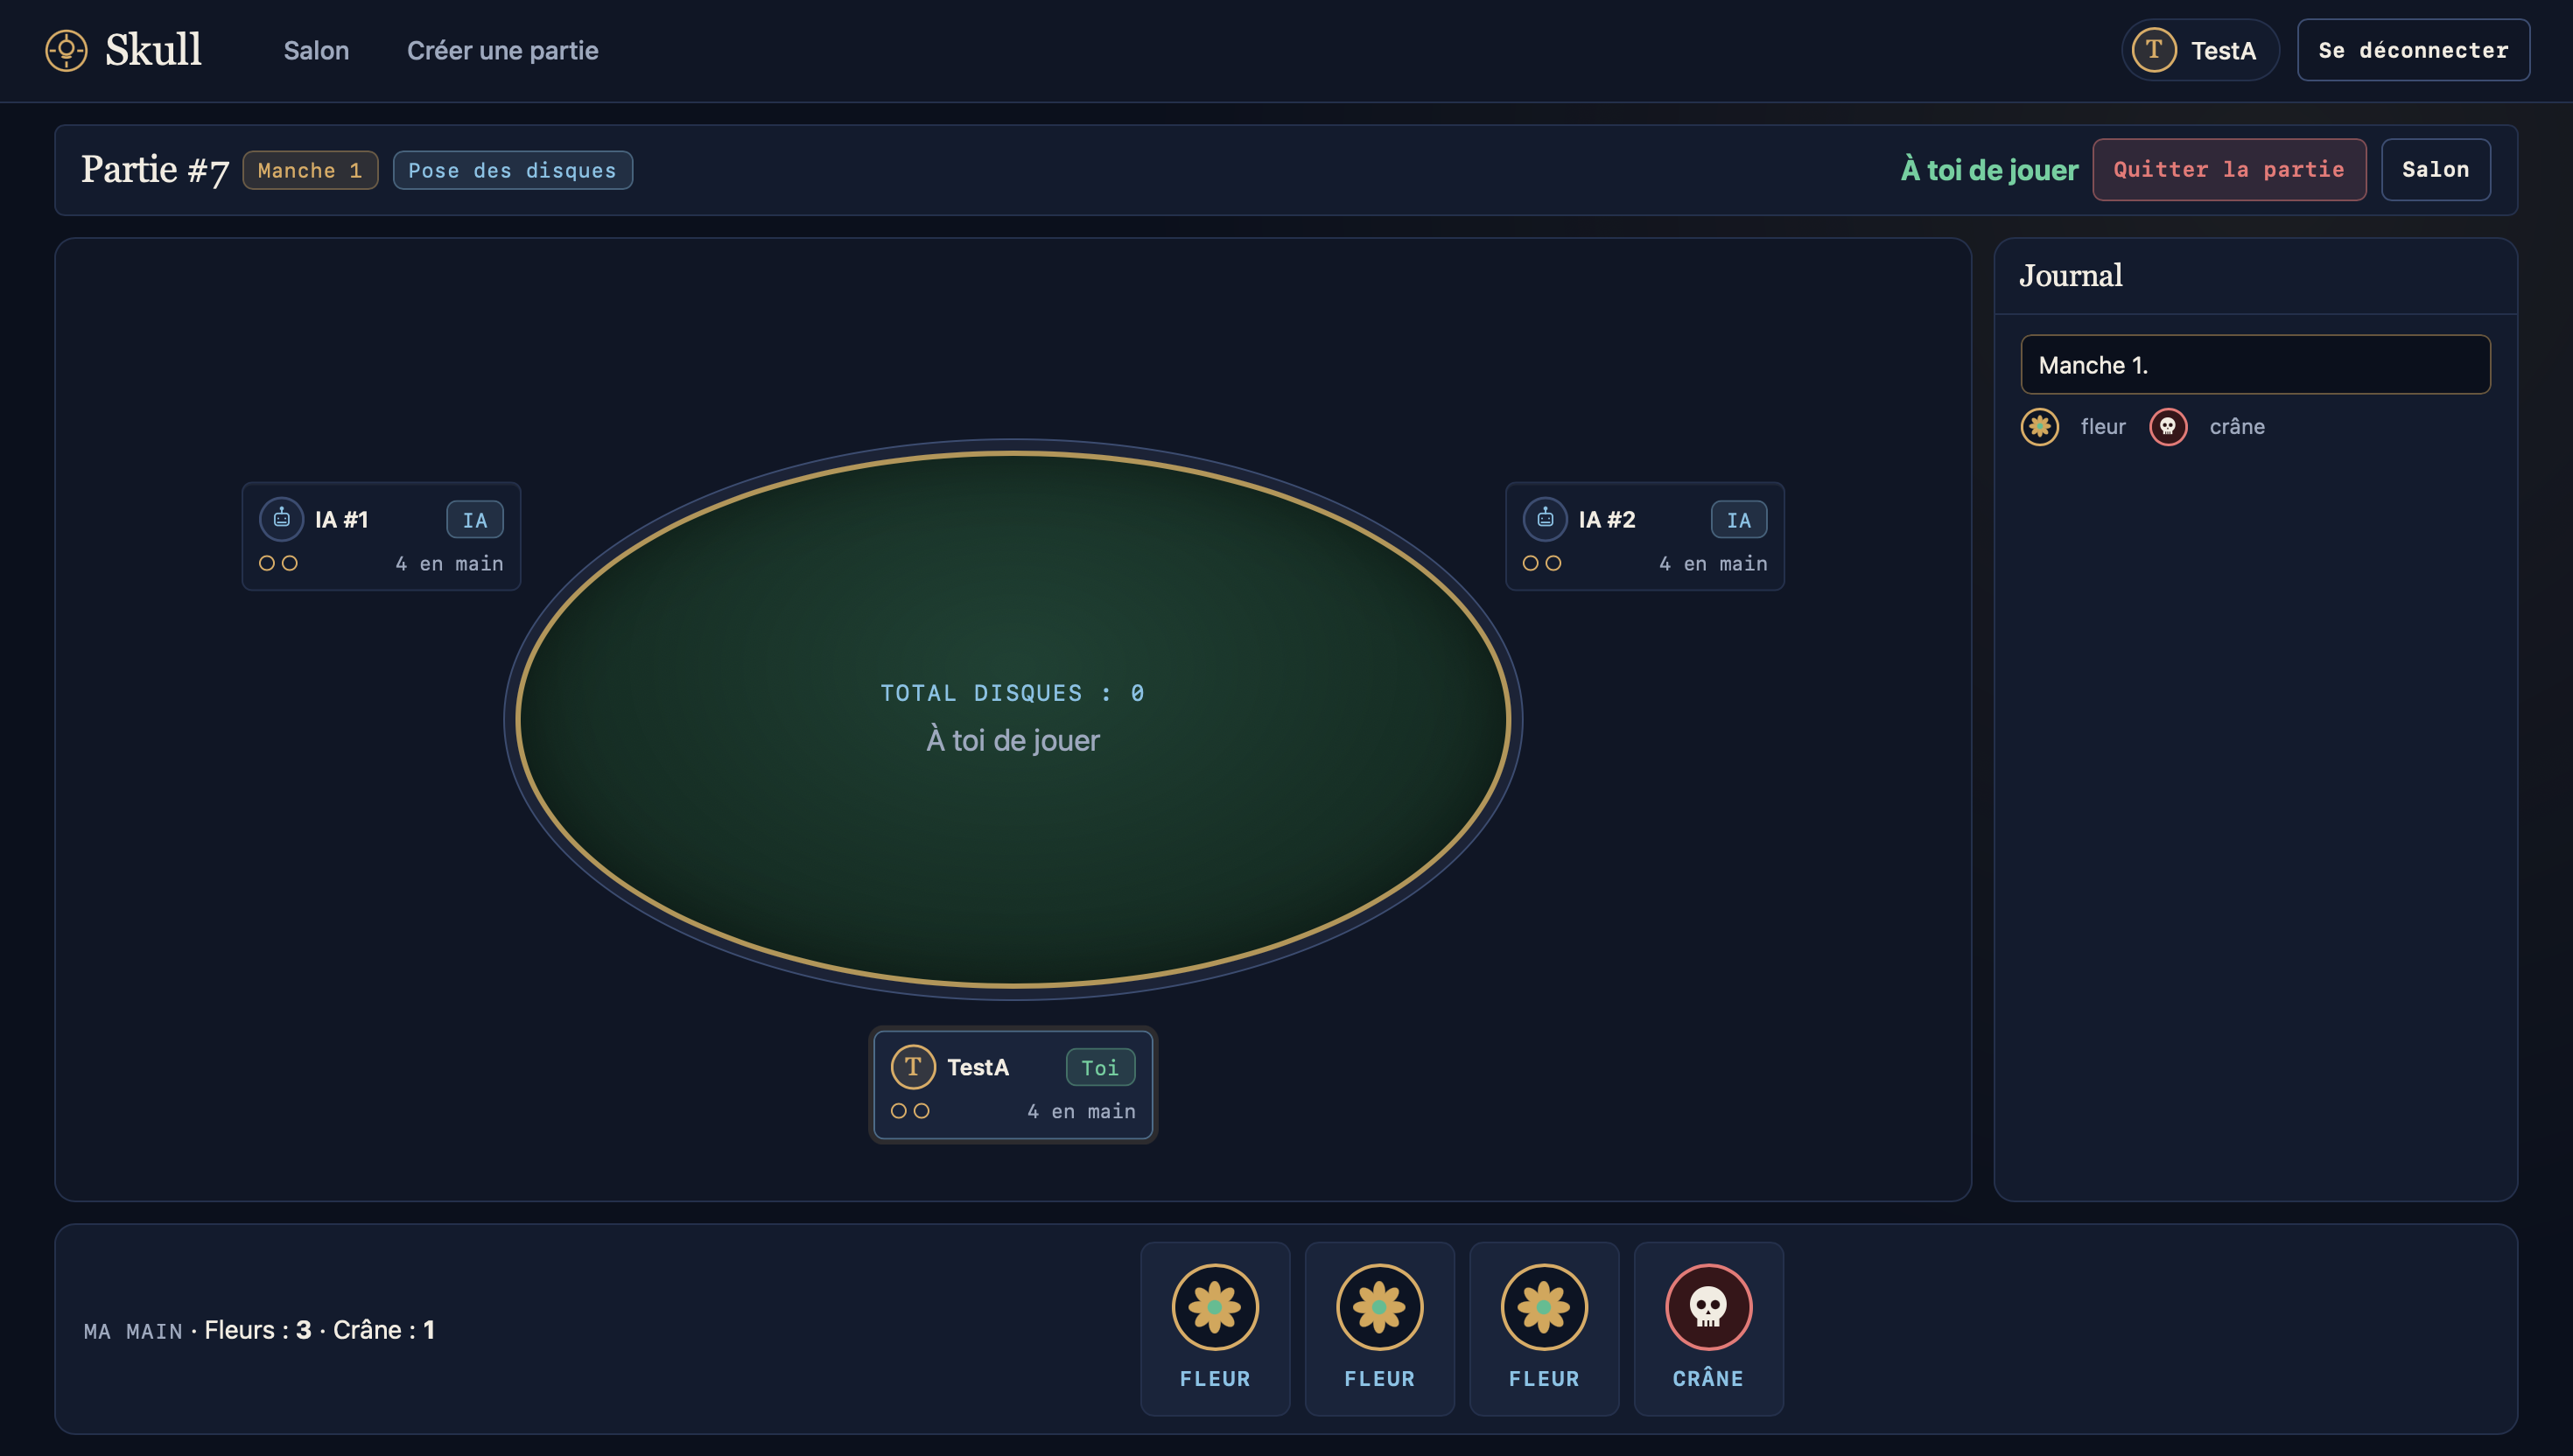 Skull
Salon
Créer une partie
T
TestA
Se déconnecter
Partie #7
Manche 1
Pose des disques
À toi de jouer
Quitter la partie
Salon
IA #1
IA
4 en main
IA #2
IA
4 en main
TOTAL DISQUES : 0
À toi de jouer
T
TestA
Toi
4 en main
Journal
Manche 1.
fleur
crâne
MA MAIN · Fleurs : 3 · Crâne : 1
FLEUR
FLEUR
FLEUR
CRÂNE